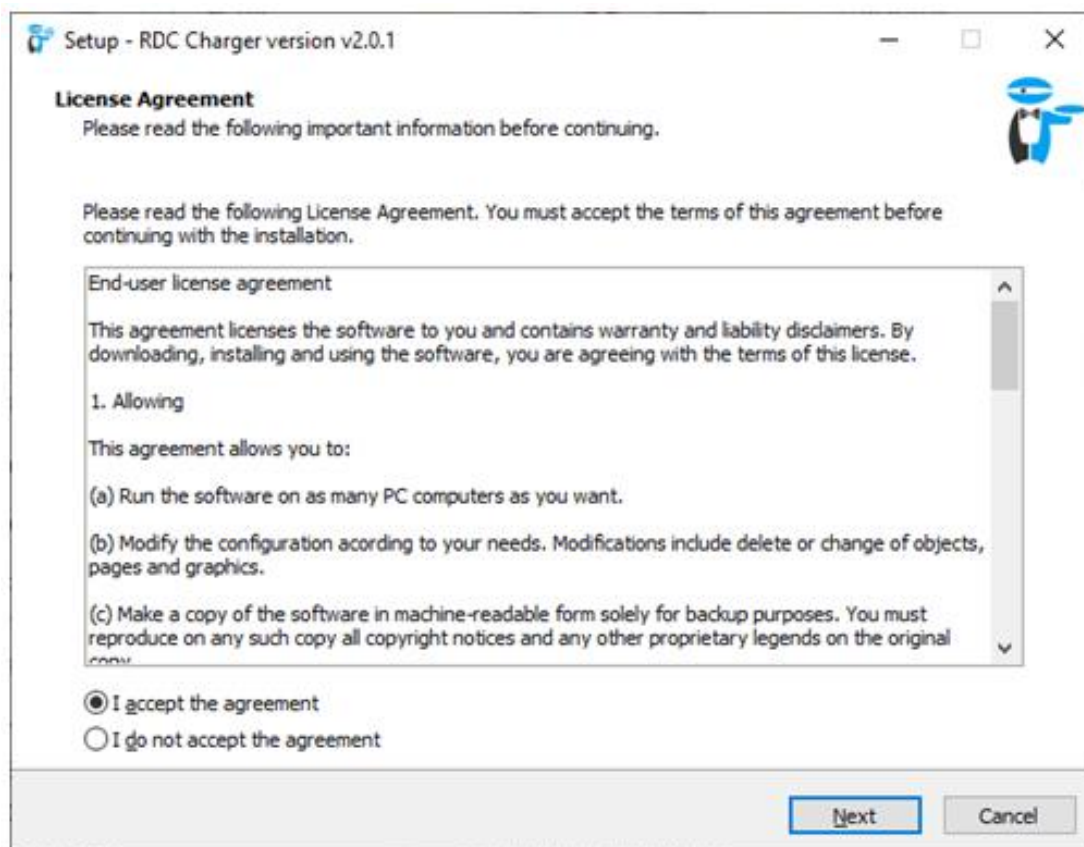 Setup - RDC Charger version v2.0.1
License Agreement
Please read the following important information before continuing.
Please read the following License Agreement. You must accept the terms of this agreement before
continuing with the installation.
End-user license agreement
This agreement licenses the software to you and contains warranty and liability disclaimers. By
downloading, installing and using the software, you are agreeing with the terms of this license.
1. Allowing
This agreement allows you to:
(a) Run the software on as many PC computers as you want.
(b) Modify the configuration acording to your needs. Modifications include delete or change of objects,
pages and graphics.
(c) Make a copy of the software in machine-readable form solely for backup purposes. You must
reproduce on any such copy all copyright notices and any other proprietary legends on the original
copy.
I accept the agreement
I do not accept the agreement
Next
Cancel